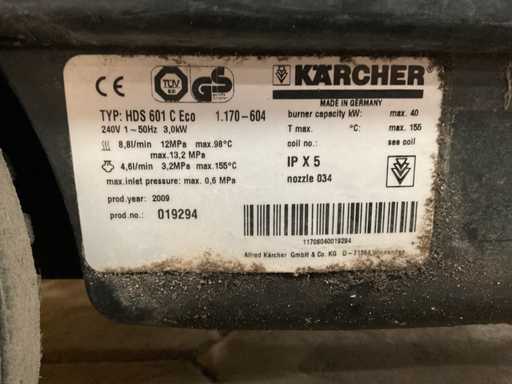 CE TÜV GS KÄRCHER
MADE IN GERMANY
TYP: HDS 601 C Eco 1.170-604 burner capacity kW: max. 40
240V 1~50Hz 3,0kW T max. °C: max. 155
8,8l/min 12MPa max.98°C coil no.: see coil
max.13,2 MPa
4,6l/min 3,2MPa max.155°C IP X 5
max.inlet pressure: max. 0,6 MPa nozzle 034
prod.year: 2009
prod.no.: 019294
11706040019294
Alfred Kärcher GmbH & Co. KG D-71364